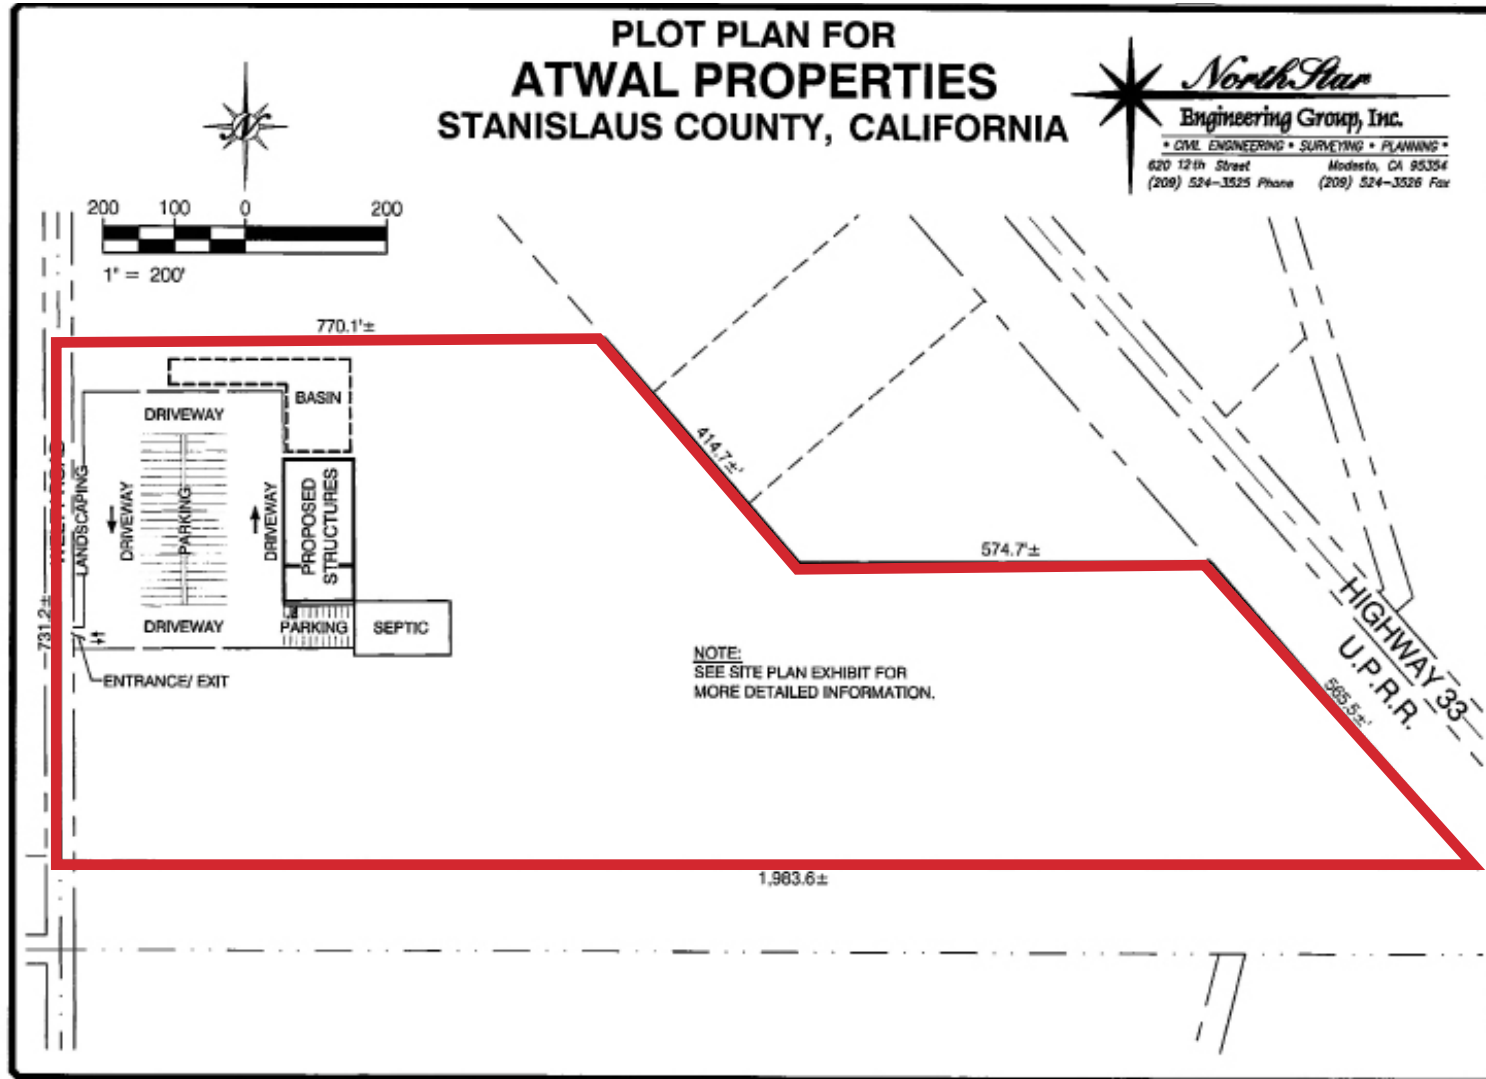 PLOT PLAN FOR
ATWAL PROPERTIES
STANISLAUS COUNTY, CALIFORNIA
NorthStar
Engineering Group, Inc.
• CIVIL ENGINEERING • SURVEYING • PLANNING •
620 12th Street Modesto, CA 95354
(209) 524-3525 Phone (209) 524-3526 Fax
N
200 100 0 200
1" = 200'
770.1'±
BASIN
DRIVEWAY
LANDSCAPING
DRIVEWAY
PARKING
DRIVEWAY
PROPOSED
STRUCTURES
414.7±'
574.7'±
731.2±
DRIVEWAY
PARKING
SEPTIC
ENTRANCE/ EXIT
NOTE:
SEE SITE PLAN EXHIBIT FOR
MORE DETAILED INFORMATION.
HIGHWAY 33
U.P.R.R.
565.5±'
1,983.6±